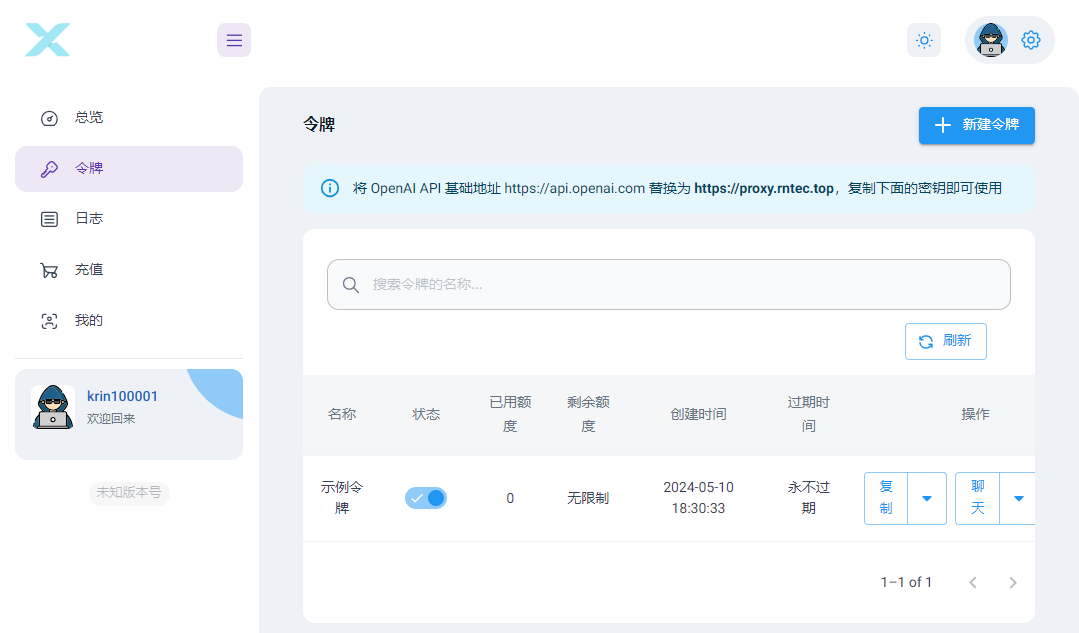 总览
令牌
日志
充值
我的
krin100001
欢迎回来
未知版本号
令牌
新建令牌
将 OpenAI API 基础地址 https://api.openai.com 替换为 https://proxy.rntec.top，复制下面的密钥即可使用
搜索令牌的名称...
刷新
名称 状态 已用额度 剩余额度 创建时间 过期时间 操作
示例令牌 0 无限制 2024-05-10 18:30:33 永不过期 复制 聊天
1–1 of 1